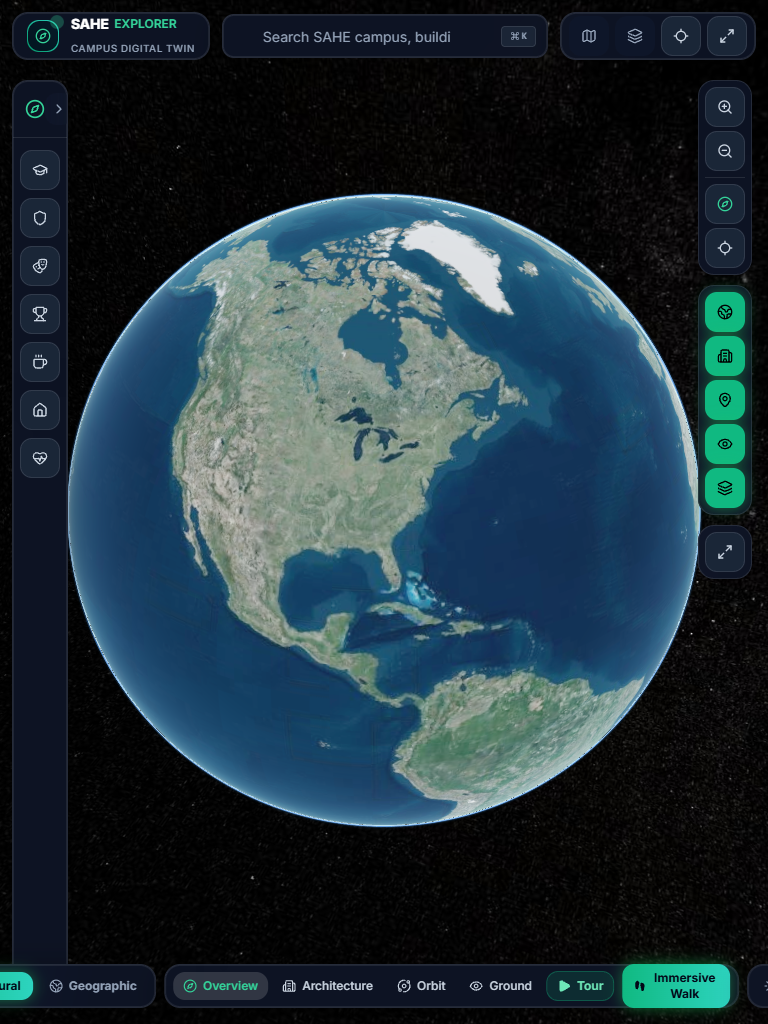 SAHE EXPLORER
CAMPUS DIGITAL TWIN
Search SAHE campus, buildi
⌘K
ural
Geographic
Overview
Architecture
Orbit
Ground
Tour
Immersive
Walk